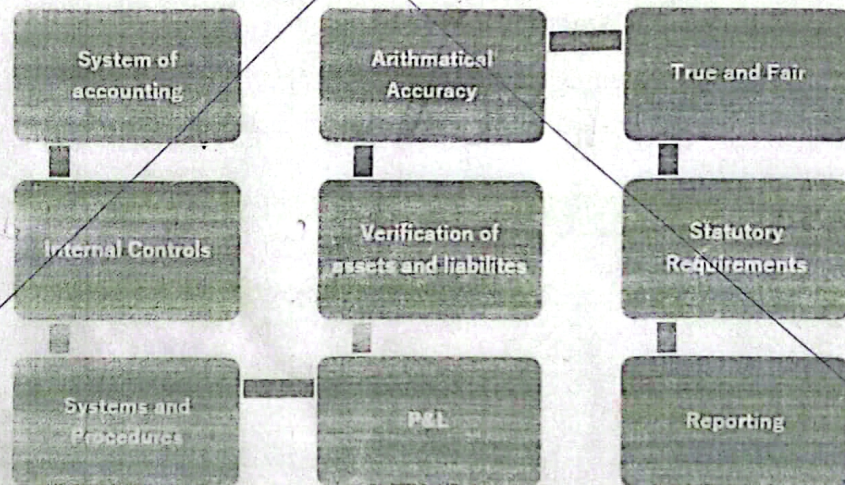 System of
accounting
Internal Controls
Systems and
Procedures
P&L
Verification of
assets and liabilites
Arithmatical
Accuracy
True and Fair
Statutory
Requirements
Reporting